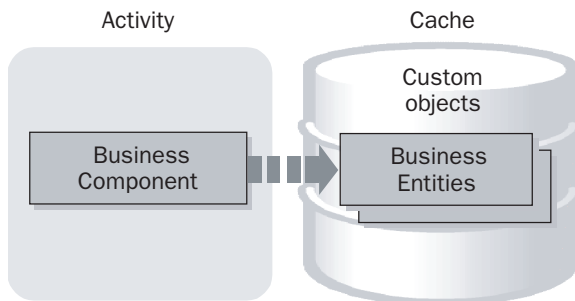 Activity
Cache
Custom
objects
Business
Component
Business
Entities